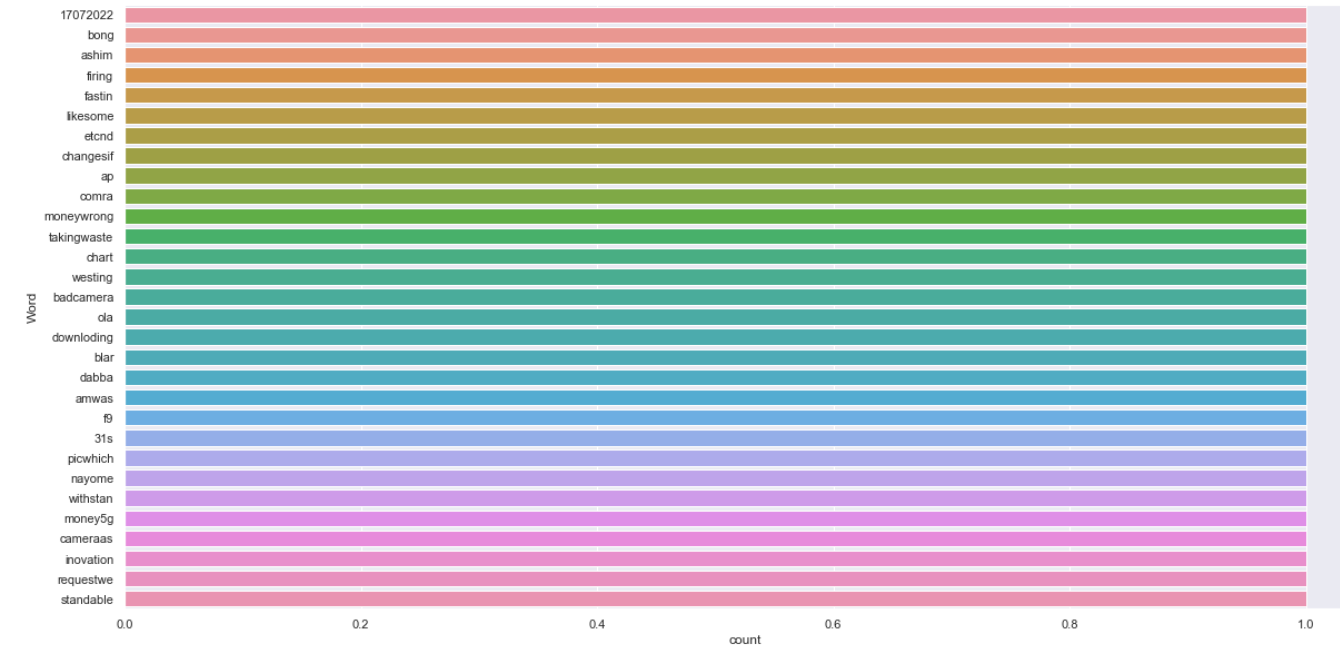 17072022
bong
ashim
firing
fastin
likesome
etcnd
changesif
ap
comra
moneywrong
takingwaste
chart
westing
badcamera
ola
downloding
blar
dabba
amwas
f9
31s
picwhich
nayome
withstan
money5g
cameraas
inovation
requestwe
standable
Word
0.0 0.2 0.4 0.6 0.8 1.0
count